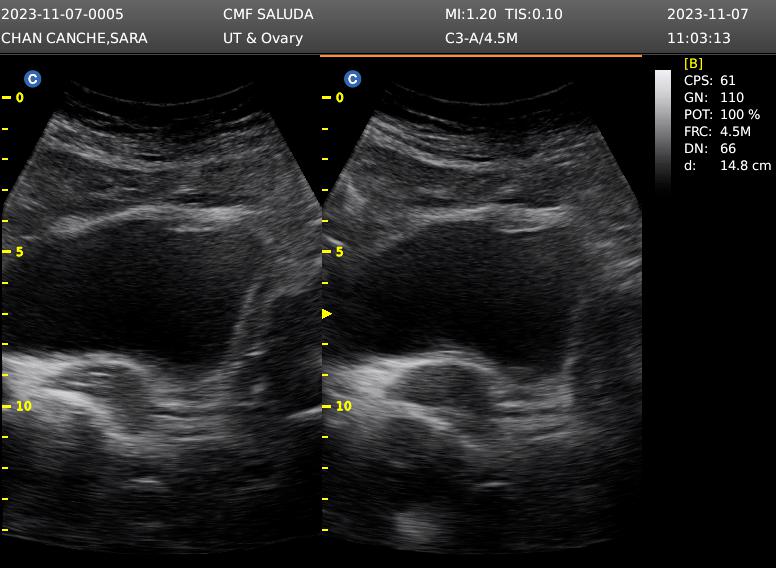 2023-11-07-0005 CMF SALUDA MI:1.20 TIS:0.10 2023-11-07
CHAN CANCHE,SARA UT & Ovary C3-A/4.5M 11:03:13
C C
[B]
CPS: 61
GN: 110
POT: 100 %
FRC: 4.5M
DN: 66
d: 14.8 cm
0 0
5 5
10 10